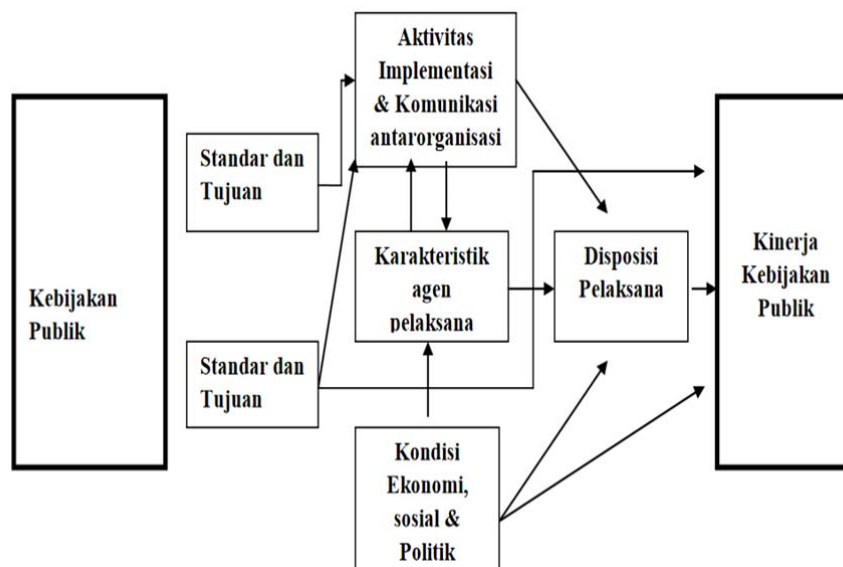 Kebijakan
Publik
Standar dan
Tujuan
Standar dan
Tujuan
Aktivitas
Implementasi
& Komunikasi
antarorganisasi
Karakteristik
agen
pelaksana
Kondisi
Ekonomi,
sosial &
Politik
Disposisi
Pelaksana
Kinerja
Kebijakan
Publik